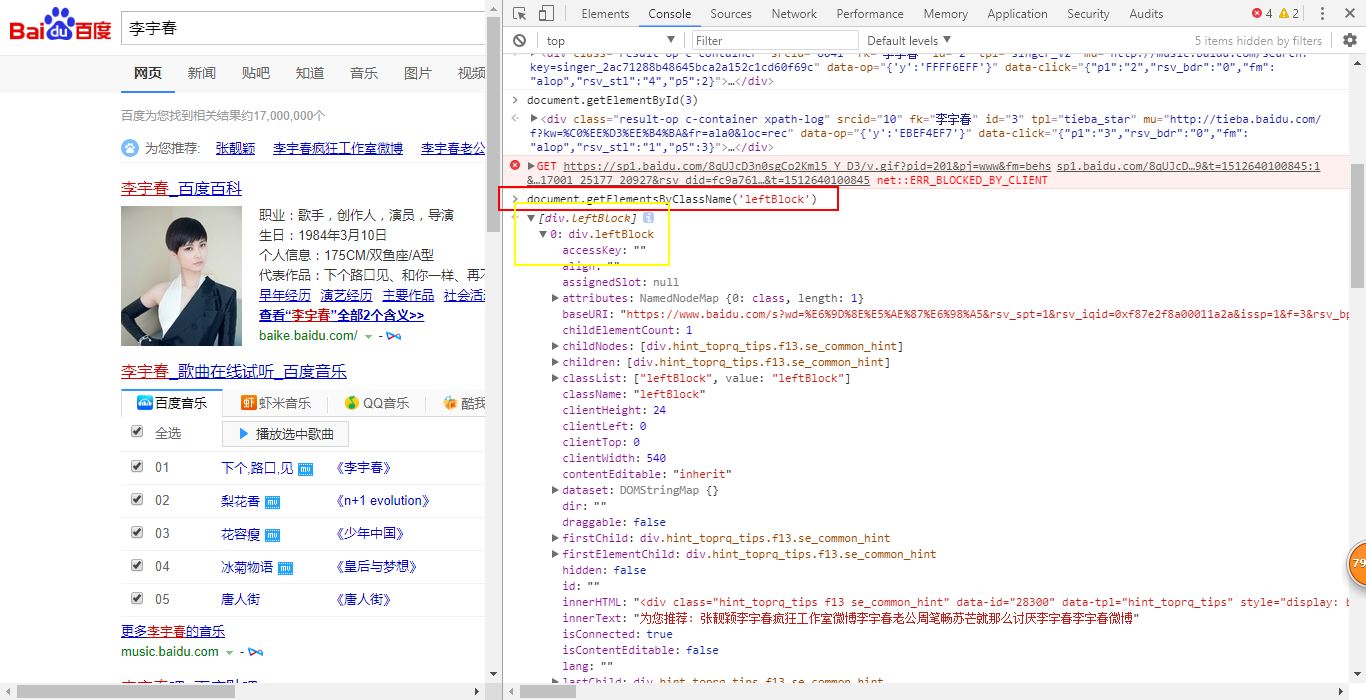 Bai du 百度
李宇春
网页 新闻 贴吧 知道 音乐 图片 视频
百度为您找到相关结果约17,000,000个
为您推荐: 张靓颖 李宇春疯狂工作室微博 李宇春老公
李宇春_百度百科
职业：歌手，创作人，演员，导演
生日：1984年3月10日
个人信息：175CM/双鱼座/A型
代表作品：下个路口见、和你一样、再不
早年经历 演艺经历 主要作品 社会活
查看“李宇春”全部2个含义>>
baike.baidu.com/ -
李宇春_歌曲在线试听_百度音乐
百度音乐 虾米音乐 QQ音乐 酷我
全选 播放选中歌曲
01 下个,路口,见 mv 《李宇春》
02 梨花香 mv 《n+1 evolution》
03 花容瘦 mv 《少年中国》
04 冰菊物语 mv 《皇后与梦想》
05 唐人街 《唐人街》
更多李宇春的音乐
music.baidu.com -
Elements Console Sources Network Performance Memory Application Security Audits 4 2
top Filter Default levels 5 items hidden by filters
key=singer_2ac71288b48645bca2a152c1cd60f69c" data-op="{'y':'FFFF6EFF'}" data-click="{"p1":"2","rsv_bdr":"0","fm":
"alop","rsv_stl":"4","p5":2}">…</div>
document.getElementById(3)
<div class="result-op c-container xpath-log" srcid="10" fk="李宇春" id="3" tpl="tieba_star" mu="http://tieba.baidu.com/
f?kw=%C0%EE%D3%EE%B4%BA&fr=ala0&loc=rec" data-op="{'y':'EBEF4EF7'}" data-click="{"p1":"3","rsv_bdr":"0","fm":
"alop","rsv_stl":"1","p5":3}">…</div>
GET https://sp1.baidu.com/8qUJcD3n0sgCo2Kml5_Y_D3/v.gif?pid=201&pj=www&fm=behs sp1.baidu.com/8qUJcD…9&t=1512640100845:1
&…17001_25177_20927&rsv_did=fc9a761…&t=1512640100845 net::ERR_BLOCKED_BY_CLIENT
document.getElementsByClassName('leftBlock')
[div.leftBlock]
0: div.leftBlock
accessKey: ""
align: ""
assignedSlot: null
attributes: NamedNodeMap {0: class, length: 1}
baseURI: "https://www.baidu.com/s?wd=%E6%9D%8E%E5%AE%87%E6%98%A5&rsv_spt=1&rsv_iqid=0xf87e2f8a00011a2a&issp=1&f=3&rsv_bp
childElementCount: 1
childNodes: [div.hint_toprq_tips.f13.se_common_hint]
children: [div.hint_toprq_tips.f13.se_common_hint]
classList: ["leftBlock", value: "leftBlock"]
className: "leftBlock"
clientHeight: 24
clientLeft: 0
clientTop: 0
clientWidth: 540
contentEditable: "inherit"
dataset: DOMStringMap {}
dir: ""
draggable: false
firstChild: div.hint_toprq_tips.f13.se_common_hint
firstElementChild: div.hint_toprq_tips.f13.se_common_hint
hidden: false
id: ""
innerHTML: "<div class="hint_toprq_tips f13 se_common_hint" data-id="28300" data-tpl="hint_toprq_tips" style="display: b
innerText: "为您推荐: 张靓颖李宇春疯狂工作室微博李宇春老公周笔畅苏芒就那么讨厌李宇春李宇春微博"
isConnected: true
isContentEditable: false
lang: ""
lastChild: div.hint_toprq_tips.f13.se_common_hint
79